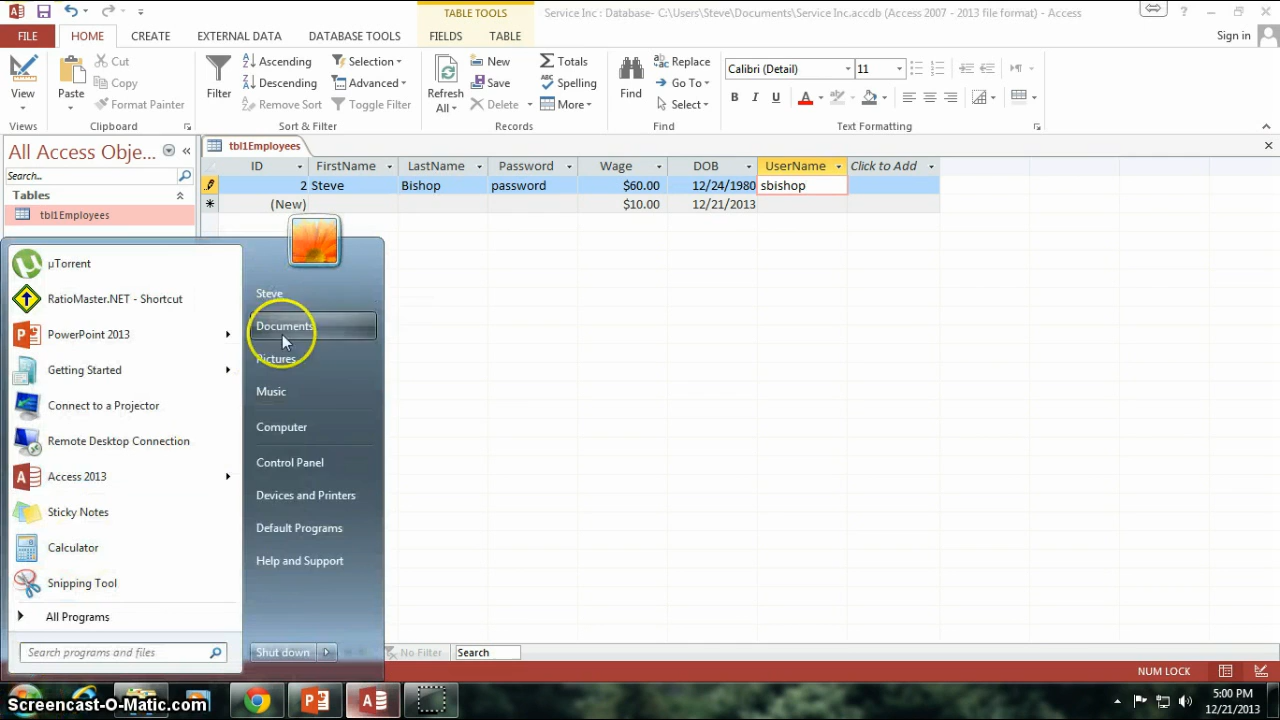 TABLE TOOLS
Service Inc : Database- C:\Users\Steve\Documents\Service Inc.accdb (Access 2007 - 2013 file format) - Access
FILE HOME CREATE EXTERNAL DATA DATABASE TOOLS FIELDS TABLE Sign in
View
Views
Paste
Cut
Copy
Format Painter
Clipboard
Filter
Ascending
Descending
Remove Sort
Selection
Advanced
Toggle Filter
Sort & Filter
Refresh
All
New
Save
Delete
Totals
Spelling
More
Records
Find
Replace
Go To
Select
Find
Calibri (Detail) 11
B I U A
Text Formatting
All Access Obje...
Search...
Tables
tbl1Employees
tbl1Employees
ID FirstName LastName Password Wage DOB UserName Click to Add
2 Steve Bishop password $60.00 12/24/1980 sbishop
(New) $10.00 12/21/2013
µTorrent
RatioMaster.NET - Shortcut
PowerPoint 2013
Getting Started
Connect to a Projector
Remote Desktop Connection
Access 2013
Sticky Notes
Calculator
Snipping Tool
All Programs
Search programs and files
Steve
Documents
Pictures
Music
Computer
Control Panel
Devices and Printers
Default Programs
Help and Support
Shut down
No Filter Search
NUM LOCK
Screencast-O-Matic.com
5:00 PM
12/21/2013